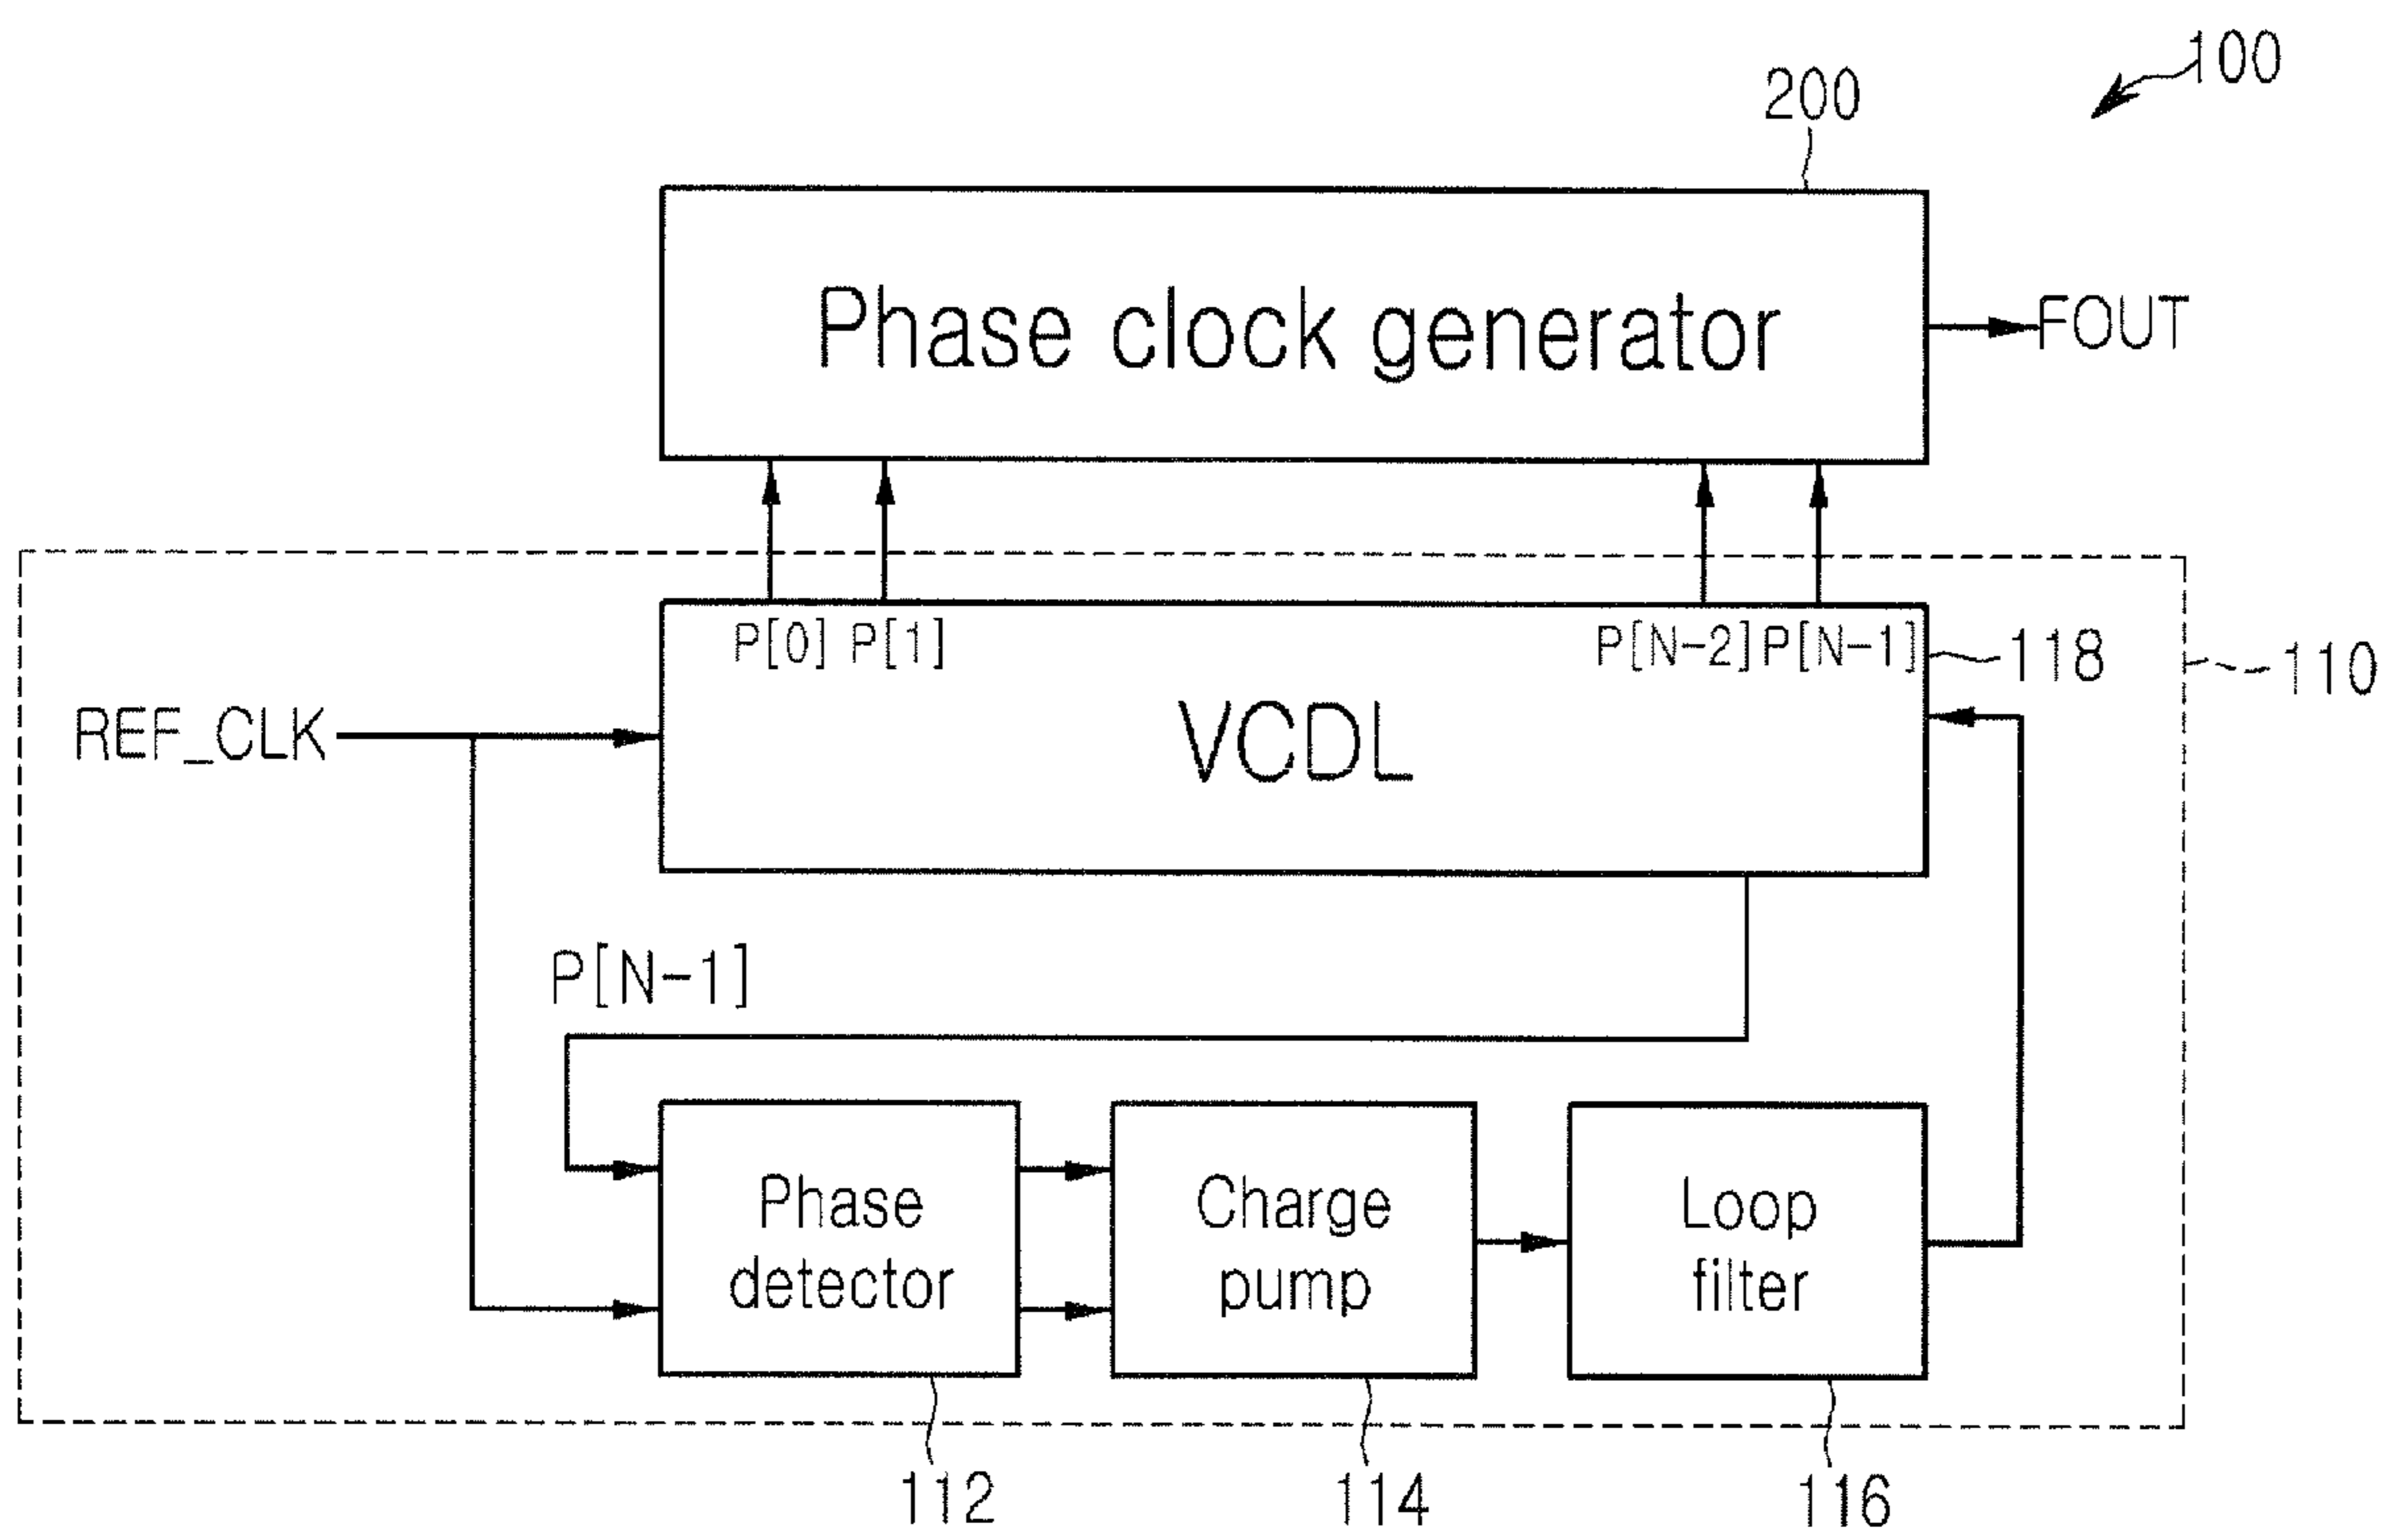 100
200
Phase clock generator
FOUT
P[0] P[1] P[N-2] P[N-1]
118
110
REF_CLK
VCDL
P[N-1]
Phase
detector
Charge
pump
Loop
filter
112
114
116